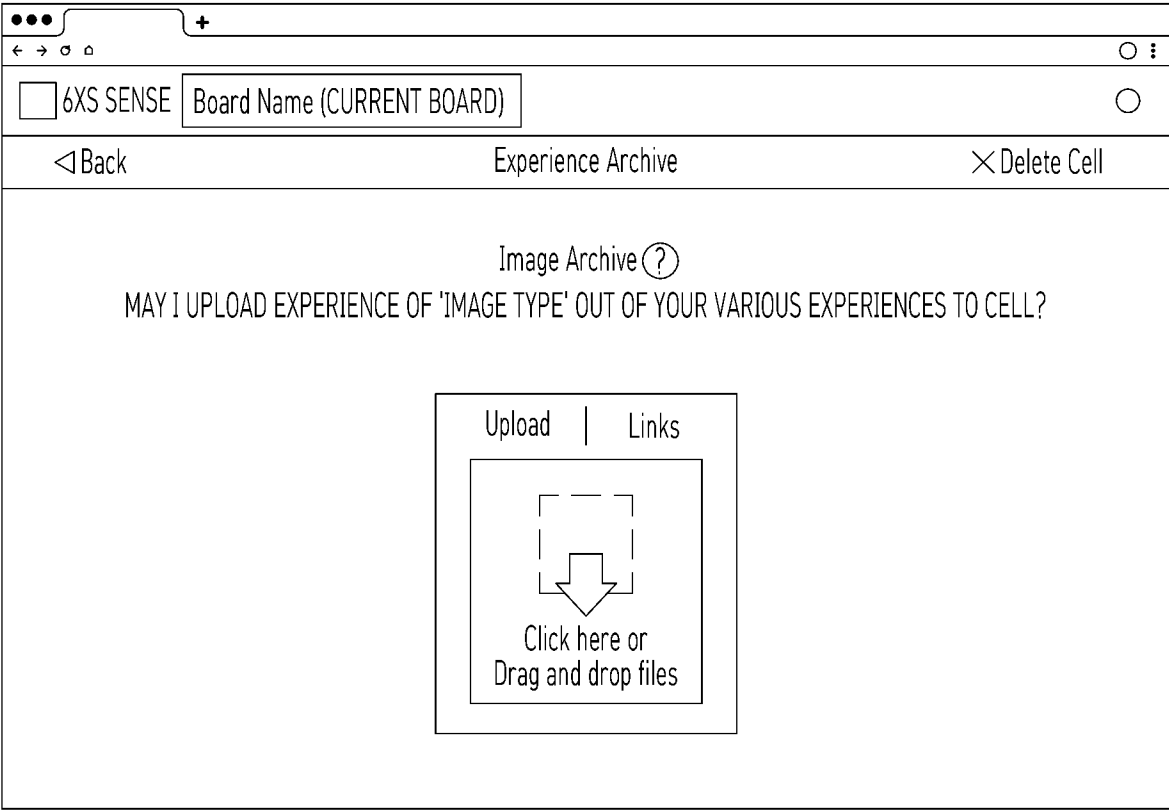 6XS SENSE Board Name (CURRENT BOARD)
Back Experience Archive Delete Cell
Image Archive ?
MAY I UPLOAD EXPERIENCE OF 'IMAGE TYPE' OUT OF YOUR VARIOUS EXPERIENCES TO CELL?
Upload | Links
Click here or
Drag and drop files